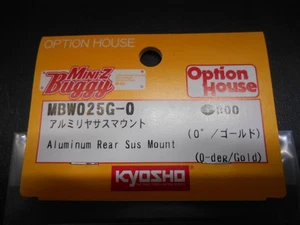 OPTION HOUSE
MINI-Z
Buggy
Option
House
MBW025G-0
800
アルミリヤサスマウント
(0°/ゴールド)
Aluminum Rear Sus Mount
(0-deg/Gold)
KYOSHO